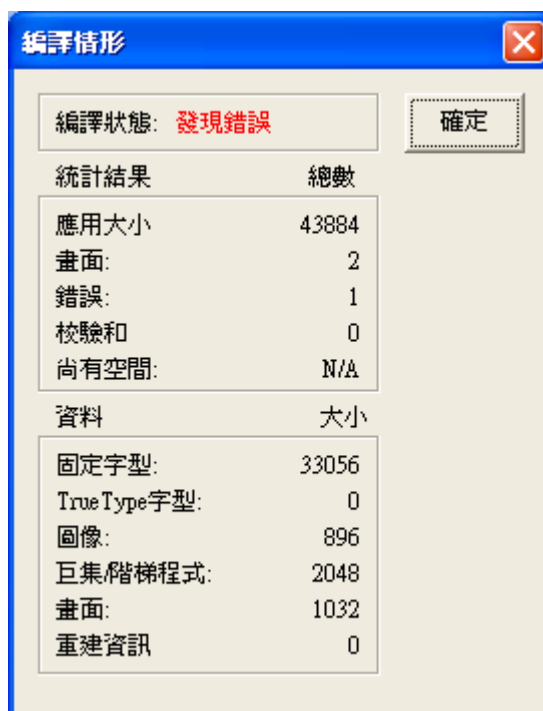 編譯情形
編譯狀態: 發現錯誤
確定
統計結果 總數
應用大小 43884
畫面: 2
錯誤: 1
校驗和 0
尚有空間: N/A
資料 大小
固定字型: 33056
TrueType字型: 0
圖像: 896
巨集/階梯程式: 2048
畫面: 1032
重建資訊 0